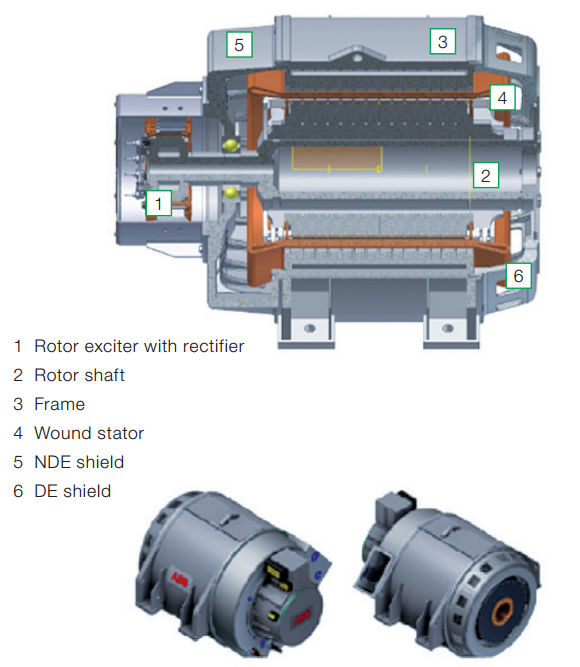 5
3
4
2
1
6
1 Rotor exciter with rectifier
2 Rotor shaft
3 Frame
4 Wound stator
5 NDE shield
6 DE shield
ABB
ABB